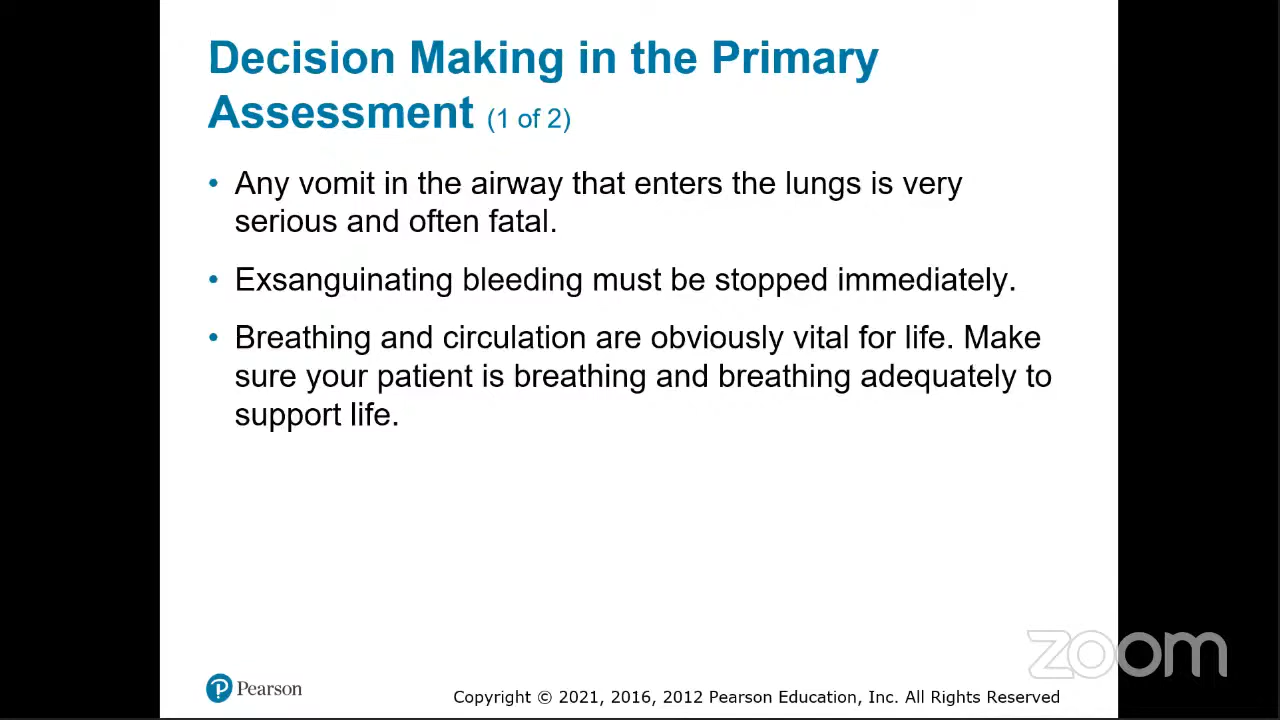 Decision Making in the Primary
Assessment (1 of 2)
• Any vomit in the airway that enters the lungs is very
serious and often fatal.
• Exsanguinating bleeding must be stopped immediately.
• Breathing and circulation are obviously vital for life. Make
sure your patient is breathing and breathing adequately to
support life.
zoom
Pearson
Copyright © 2021, 2016, 2012 Pearson Education, Inc. All Rights Reserved